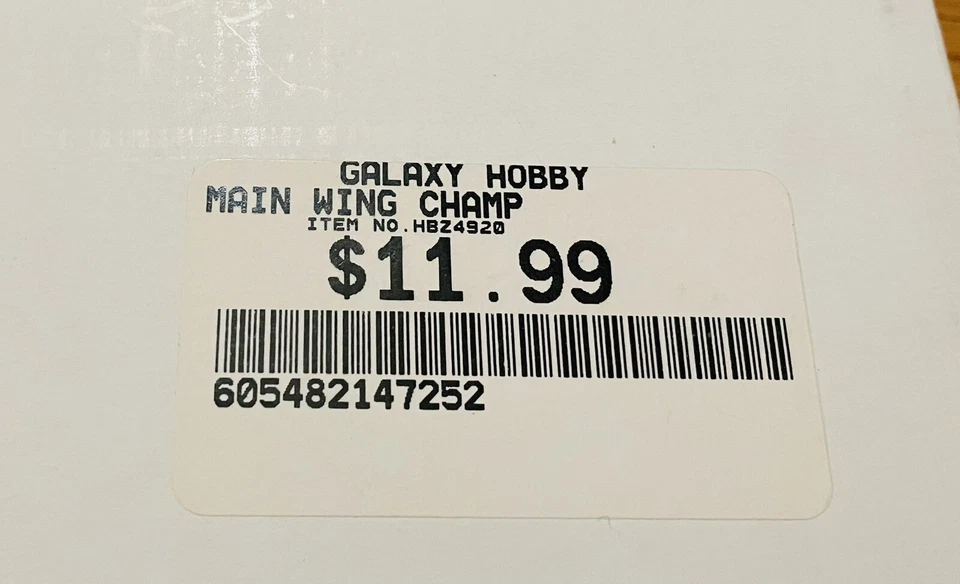 GALAXY HOBBY
MAIN WING CHAMP
ITEM NO.HBZ4920
$11.99
605482147252